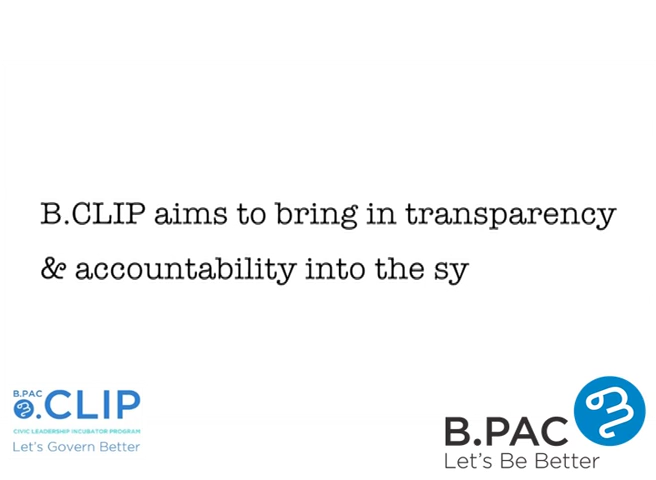 B.CLIP aims to bring in transparency
& accountability into the sy
B.PAC
B.CLIP
CIVIC LEADERSHIP INCUBATOR PROGRAM
Let's Govern Better
B.PAC
Let's Be Better